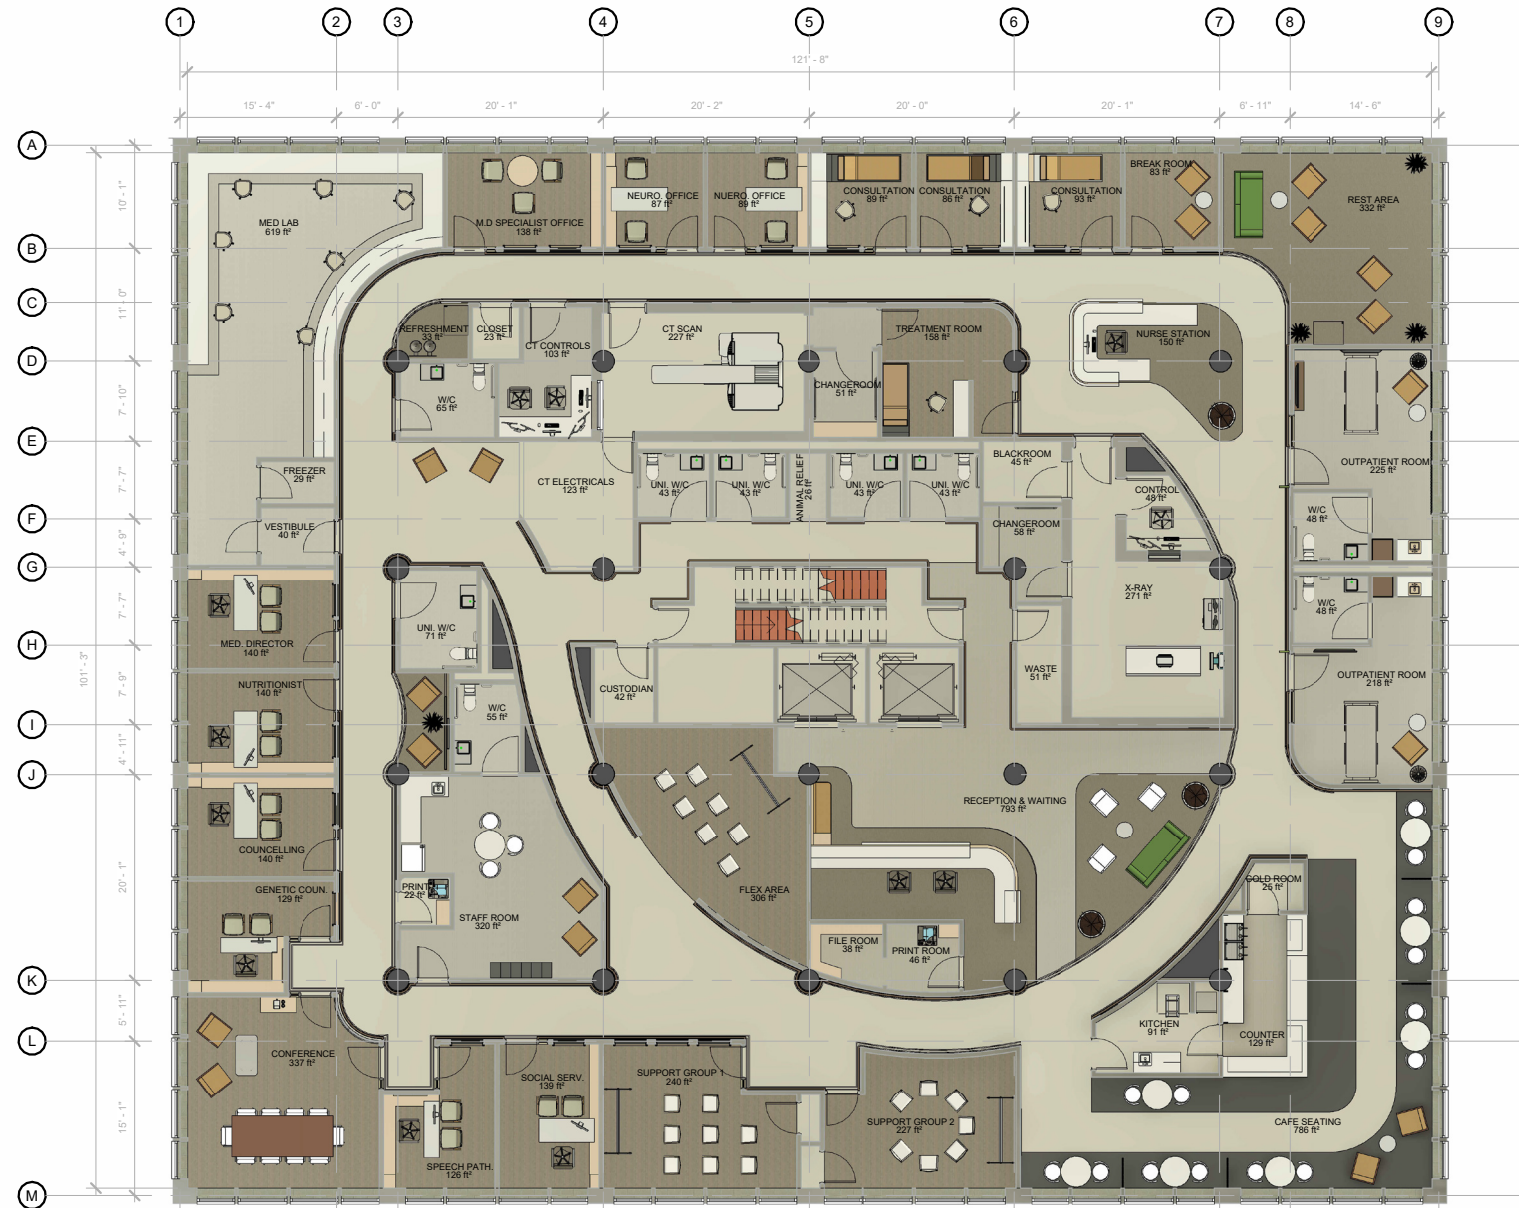 1 2 3 4 5 6 7 8 9
121' - 8"
15' - 4" 6' - 0" 20' - 1" 20' - 2" 20' - 0" 20' - 1" 6' - 11" 14' - 6"
A
B
C
D
E
F
G
H
I
J
K
L
M
101' - 3"
10' - 1"
11' - 0"
7' - 10"
7' - 7"
4' - 9"
7' - 7"
7' - 9"
4' - 11"
20' - 1"
5' - 11"
15' - 1"
MED LAB
619 ft²
M.D SPECIALIST OFFICE
138 ft²
NEURO. OFFICE
87 ft²
NUERO. OFFICE
89 ft²
CONSULTATION
89 ft²
CONSULTATION
86 ft²
CONSULTATION
93 ft²
BREAK ROOM
83 ft²
REST AREA
332 ft²
REFRESHMENT
33 ft²
CLOSET
23 ft²
CT CONTROLS
103 ft²
CT SCAN
227 ft²
TREATMENT ROOM
158 ft²
NURSE STATION
150 ft²
W/C
65 ft²
CHANGEROOM
51 ft²
OUTPATIENT ROOM
225 ft²
FREEZER
29 ft²
CT ELECTRICALS
123 ft²
UNI. W/C
43 ft²
UNI. W/C
43 ft²
ANIMAL RELIEF
26 ft²
UNI. W/C
43 ft²
UNI. W/C
43 ft²
BLACKROOM
45 ft²
CONTROL
48 ft²
VESTIBULE
40 ft²
CHANGEROOM
58 ft²
W/C
48 ft²
X-RAY
271 ft²
W/C
48 ft²
MED. DIRECTOR
140 ft²
UNI. W/C
71 ft²
NUTRITIONIST
140 ft²
W/C
55 ft²
CUSTODIAN
42 ft²
WASTE
51 ft²
OUTPATIENT ROOM
218 ft²
COUNCELLING
140 ft²
RECEPTION & WAITING
793 ft²
GENETIC COUN.
129 ft²
PRINT
22 ft²
STAFF ROOM
320 ft²
FLEX AREA
306 ft²
COLD ROOM
25 ft²
FILE ROOM
38 ft²
PRINT ROOM
46 ft²
KITCHEN
91 ft²
COUNTER
129 ft²
CONFERENCE
337 ft²
SOCIAL SERV.
139 ft²
SUPPORT GROUP 1
240 ft²
SUPPORT GROUP 2
227 ft²
CAFE SEATING
786 ft²
SPEECH PATH.
126 ft²